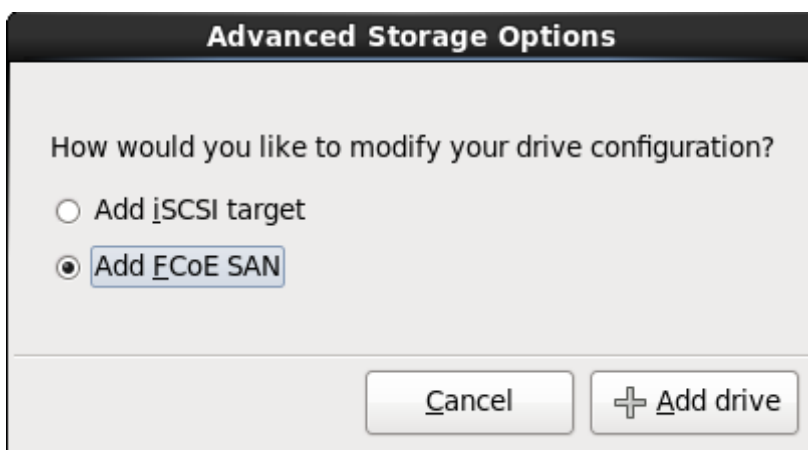 Advanced Storage Options
How would you like to modify your drive configuration?
Add iSCSI target
Add FCoE SAN
Cancel
Add drive